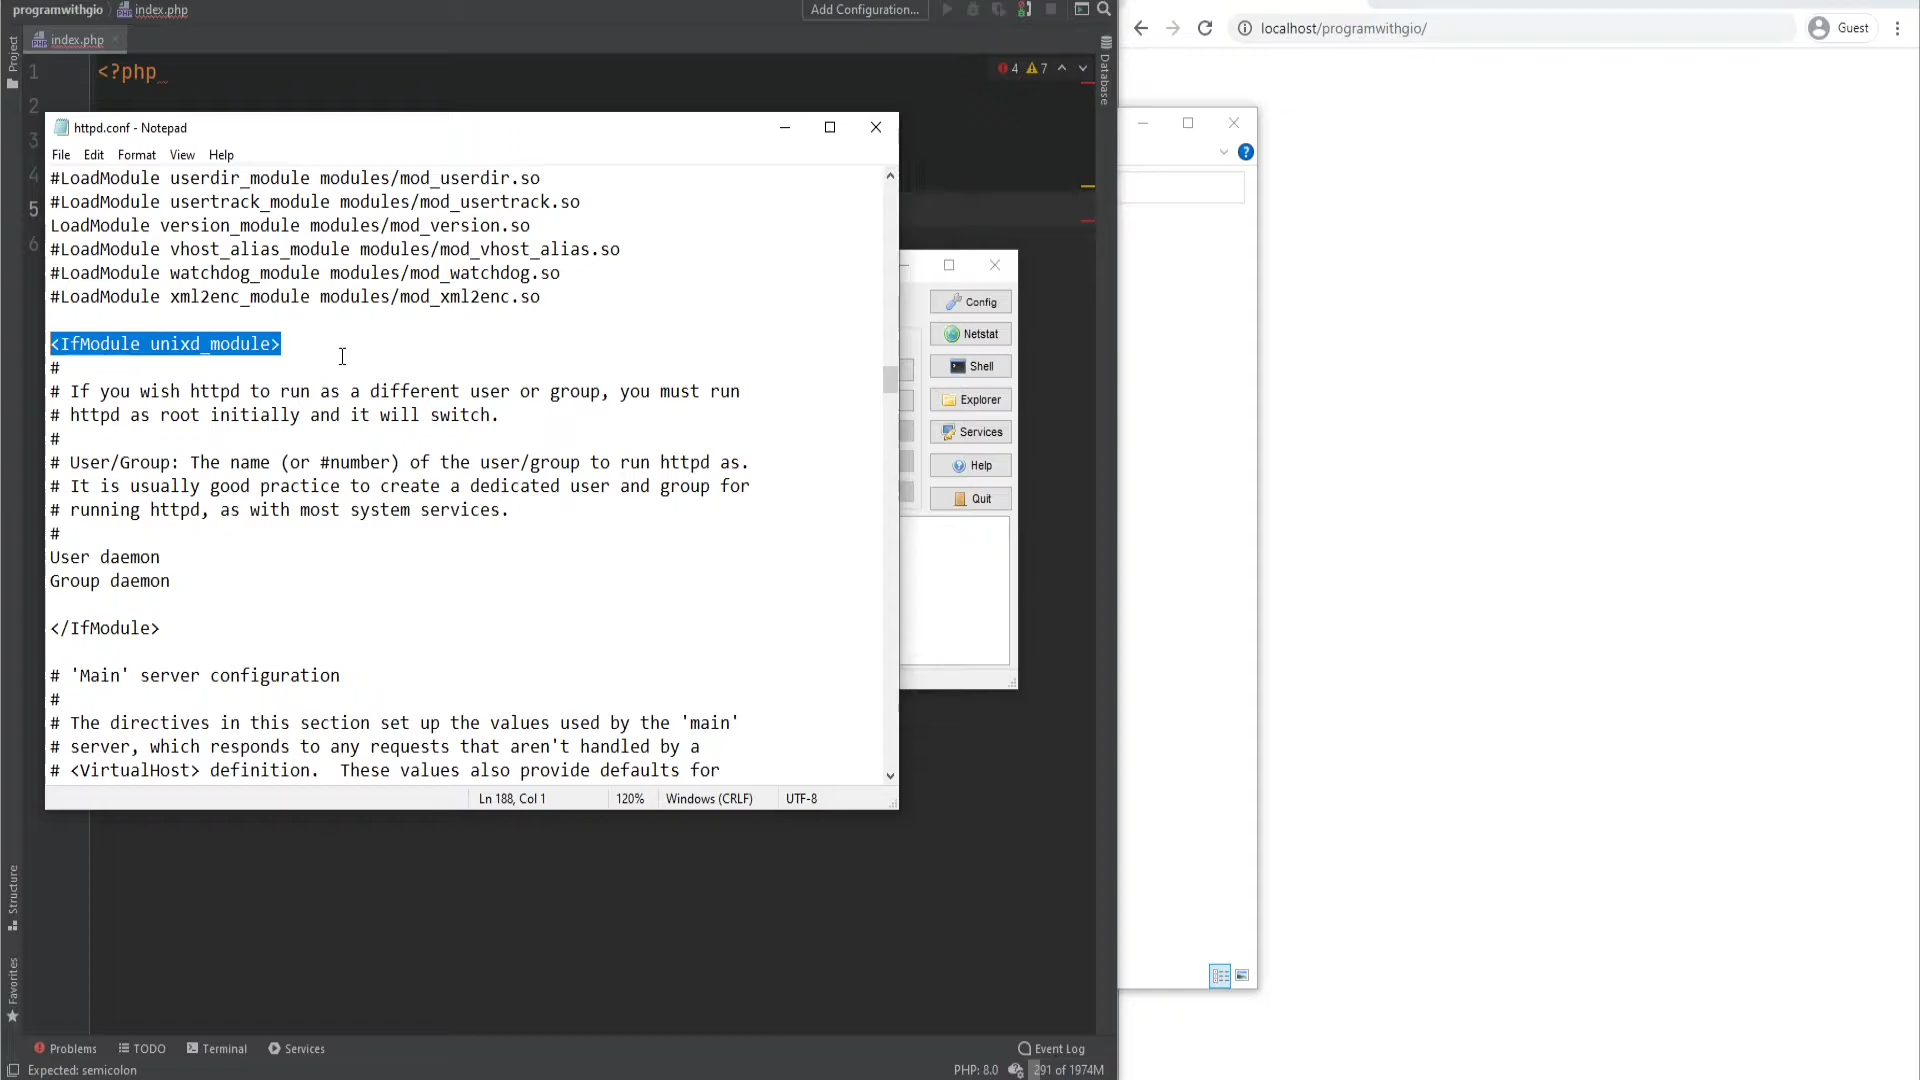 programwithgio
index.php
Add Configuration...
index.php
Project
Database
1
2
3
4
5
6
<?php
4
7
localhost/programwithgio/
Guest
httpd.conf - Notepad
File
Edit
Format
View
Help
#LoadModule userdir_module modules/mod_userdir.so
#LoadModule usertrack_module modules/mod_usertrack.so
LoadModule version_module modules/mod_version.so
#LoadModule vhost_alias_module modules/mod_vhost_alias.so
#LoadModule watchdog_module modules/mod_watchdog.so
#LoadModule xml2enc_module modules/mod_xml2enc.so
<IfModule unixd_module>
#
# If you wish httpd to run as a different user or group, you must run
# httpd as root initially and it will switch.
#
# User/Group: The name (or #number) of the user/group to run httpd as.
# It is usually good practice to create a dedicated user and group for
# running httpd, as with most system services.
#
User daemon
Group daemon
</IfModule>
# 'Main' server configuration
#
# The directives in this section set up the values used by the 'main'
# server, which responds to any requests that aren't handled by a
# <VirtualHost> definition.  These values also provide defaults for
Ln 188, Col 1
120%
Windows (CRLF)
UTF-8
Config
Netstat
Shell
Explorer
Services
Help
Quit
Structure
Favorites
Problems
TODO
Terminal
Services
Event Log
Expected: semicolon
PHP: 8.0
291 of 1974M